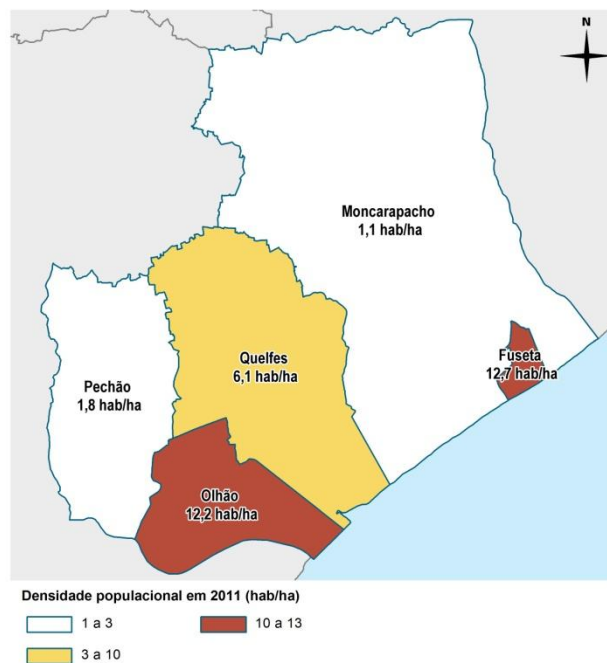 N
Moncarapacho
1,1 hab/ha
Quelfes
6,1 hab/ha
Fuseta
12,7 hab/ha
Pechão
1,8 hab/ha
Olhão
12,2 hab/ha
Densidade populacional em 2011 (hab/ha)
1 a 3
10 a 13
3 a 10